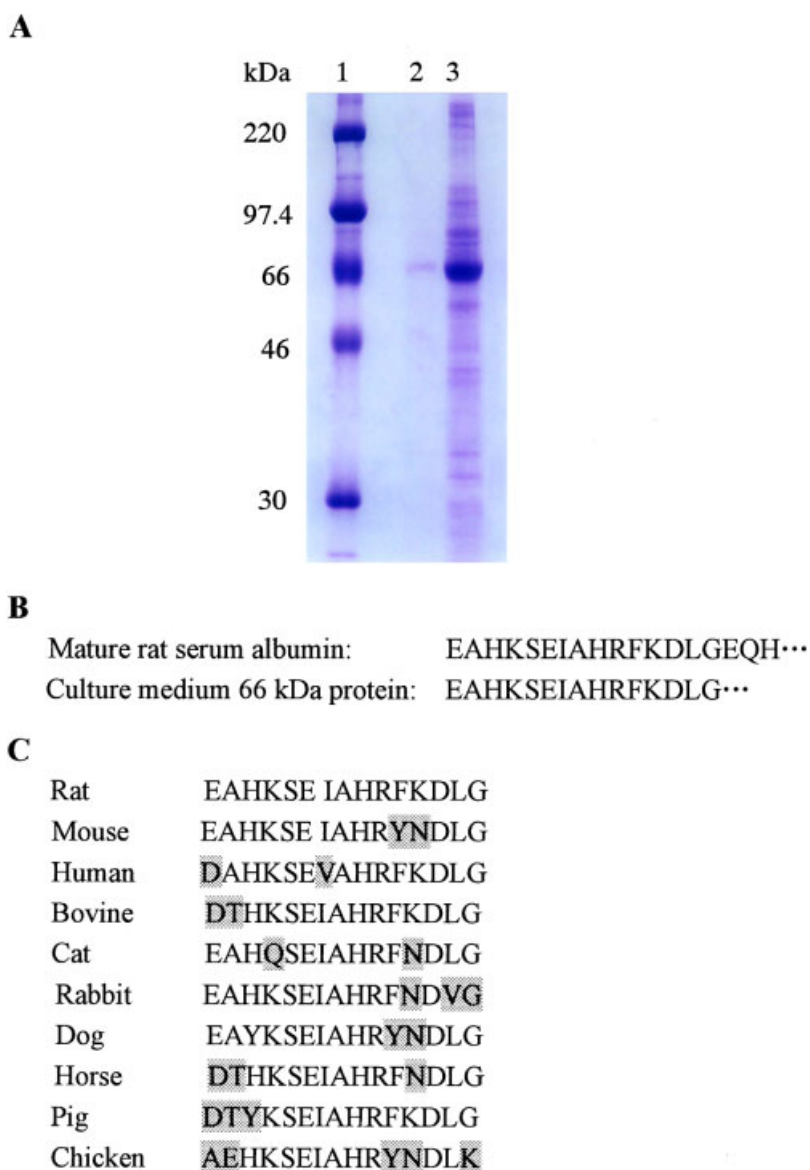 A
kDa 1 2 3
220
97.4
66
46
30
B
Mature rat serum albumin: EAHKSEIAHRFKDLGEQH···
Culture medium 66 kDa protein: EAHKSEIAHRFKDLG···
C
Rat EAHKSE IAHRFKDLG
Mouse EAHKSE IAHRYNDLG
Human DAHKSEVAHRFKDLG
Bovine DTHKSEIAHRFKDLG
Cat EAHQSEIAHRFNDLG
Rabbit EAHKSEIAHRFNDVG
Dog EAYKSEIAHRYNDLG
Horse DTHKSEIAHRFNDLG
Pig DTYKSEIAHRFKDLG
Chicken AEHKSEIAHRYNDLK